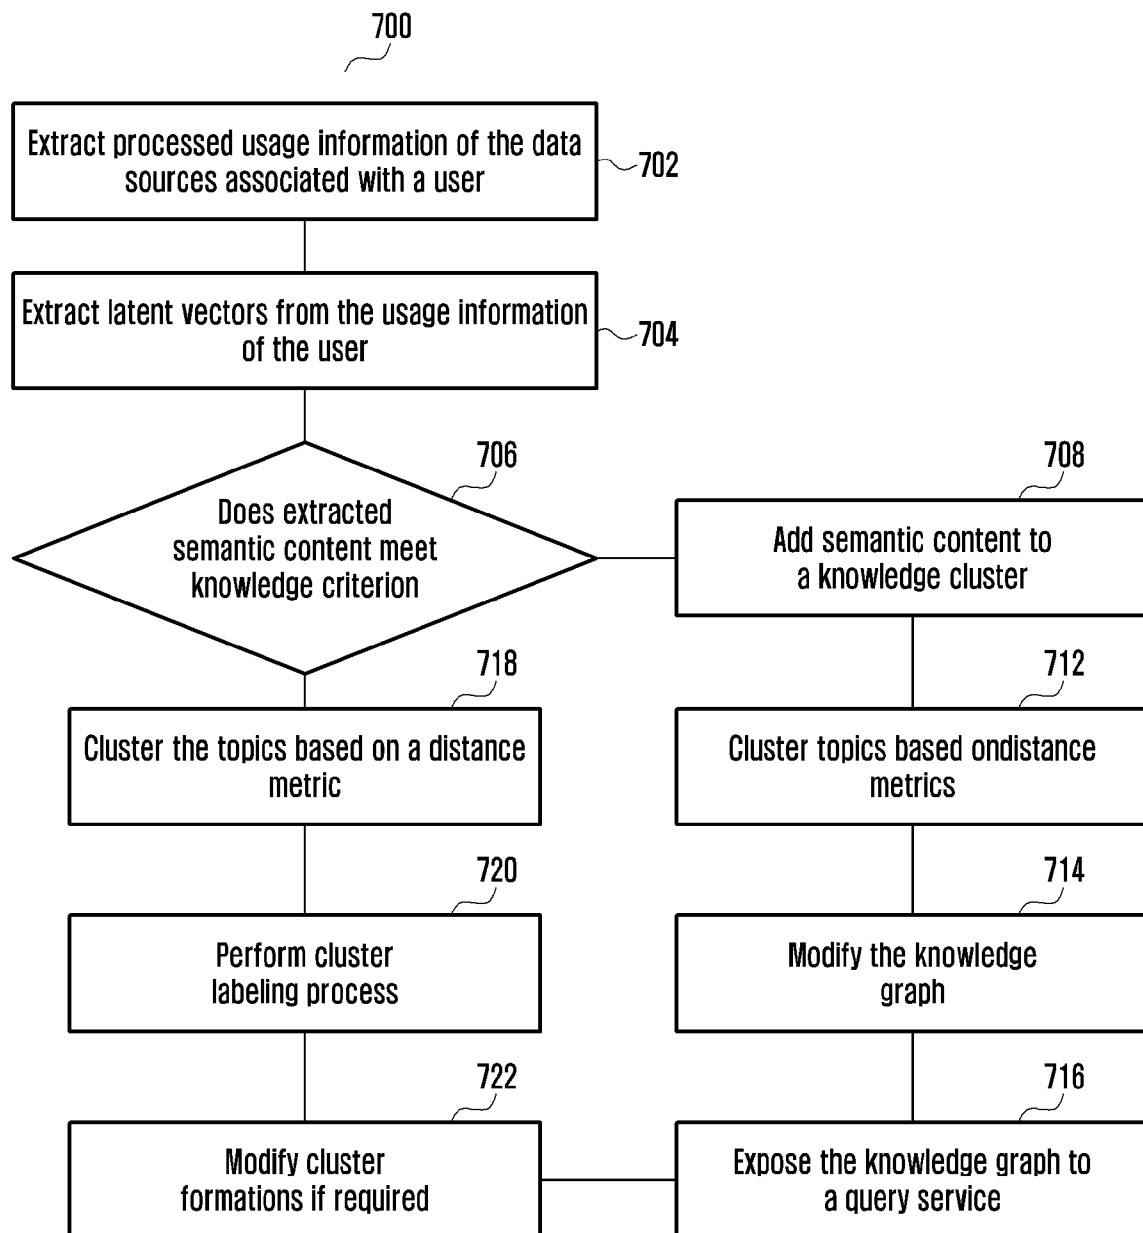 700
Extract processed usage information of the data
sources associated with a user
702
Extract latent vectors from the usage information
of the user
704
706
Does extracted
semantic content meet
knowledge criterion
708
Add semantic content to
a knowledge cluster
718
Cluster the topics based on a distance
metric
712
Cluster topics based ondistance
metrics
720
Perform cluster
labeling process
714
Modify the knowledge
graph
722
Modify cluster
formations if required
716
Expose the knowledge graph to
a query service